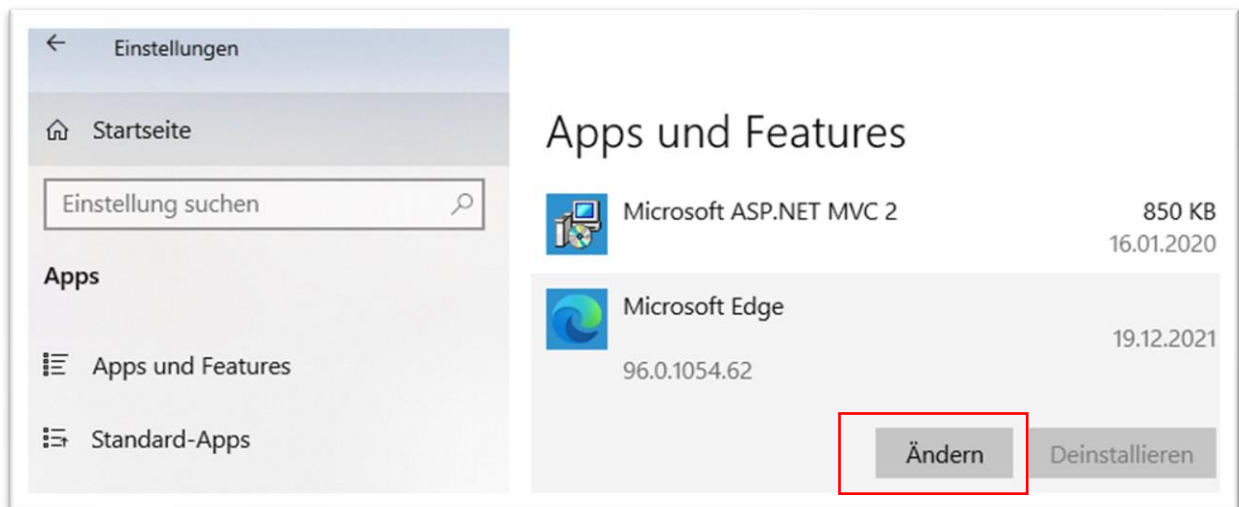 Einstellungen
Startseite
Einstellung suchen
Apps
Apps und Features
Standard-Apps
Apps und Features
Microsoft ASP.NET MVC 2
850 KB
16.01.2020
Microsoft Edge
19.12.2021
96.0.1054.62
Ändern
Deinstallieren